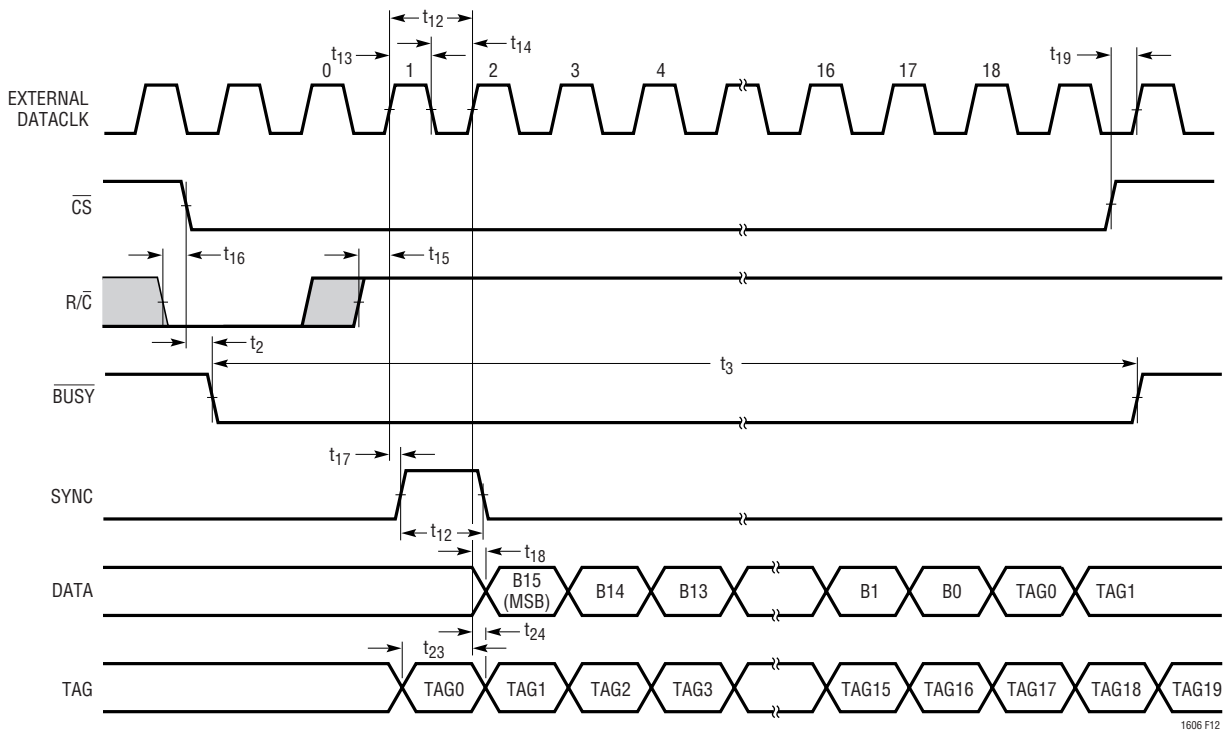 t12
t13
t14
0 1 2 3 4 16 17 18
t19
EXTERNAL
DATACLK
CS
t16
t15
R/C
t2
t3
BUSY
t17
SYNC
t12
t18
DATA
B15
(MSB)
B14 B13 B1 B0 TAG0 TAG1
t24
t23
TAG
TAG0 TAG1 TAG2 TAG3 TAG15 TAG16 TAG17 TAG18 TAG19
1606 F12